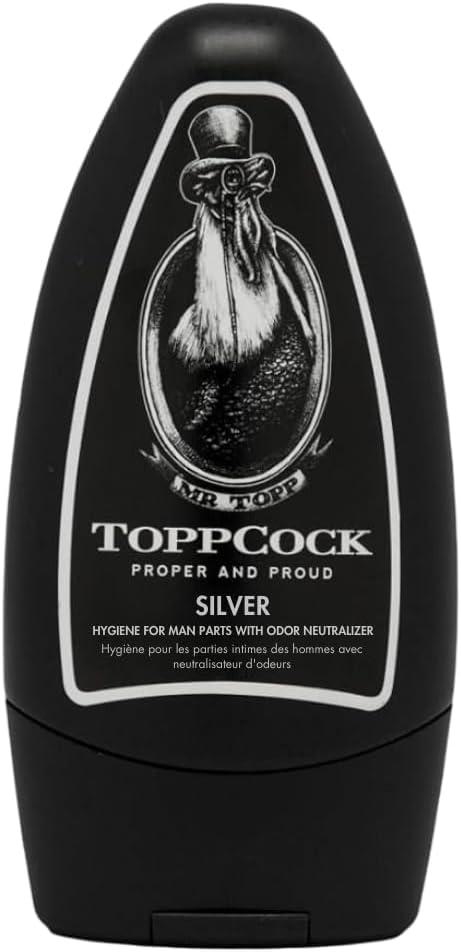 MR TOPP
TOPPCOCK
PROPER AND PROUD
SILVER
HYGIENE FOR MAN PARTS WITH ODOR NEUTRALIZER
Hygiène pour les parties intimes des hommes avec
neutralisateur d'odeurs